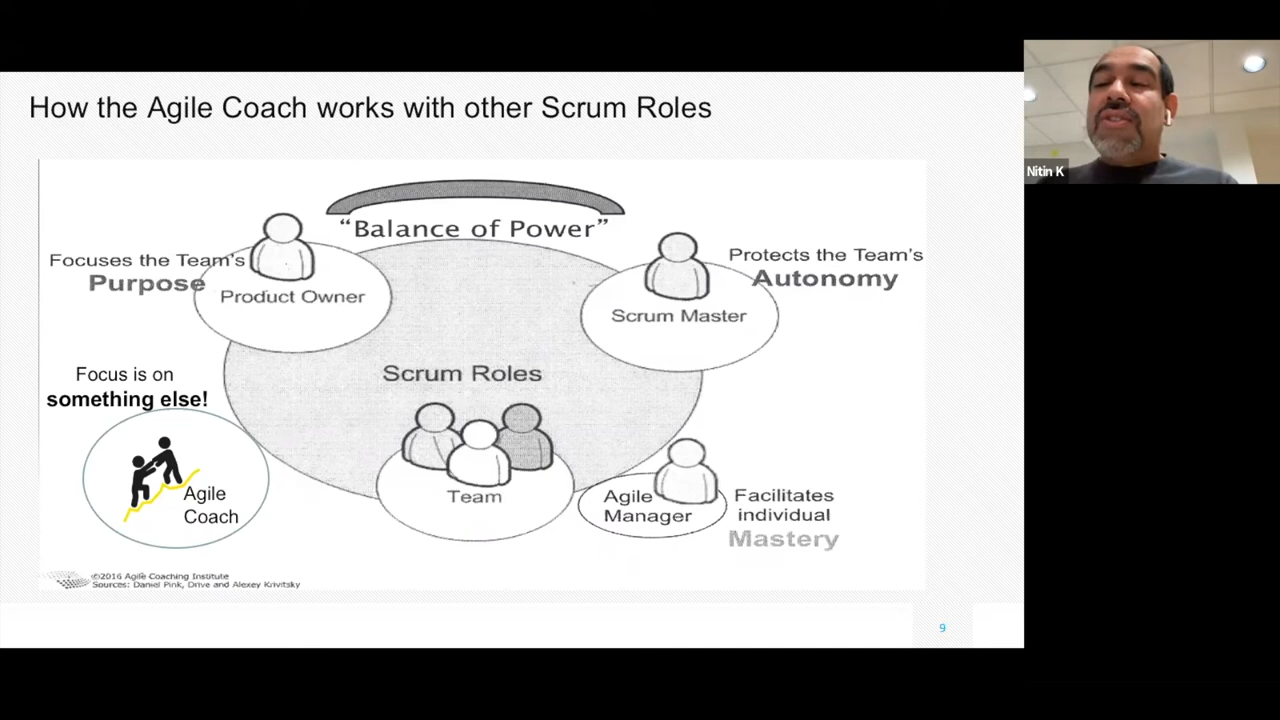 How the Agile Coach works with other Scrum Roles
Nitin K
“Balance of Power”
Focuses the Team’s
Purpose
Product Owner
Protects the Team’s
Autonomy
Scrum Master
Focus is on
something else!
Scrum Roles
Agile
Coach
Team
Agile
Manager
Facilitates
individual
Mastery
©2016 Agile Coaching Institute
Sources: Daniel Pink, Drive and Alexey Krivitsky
9